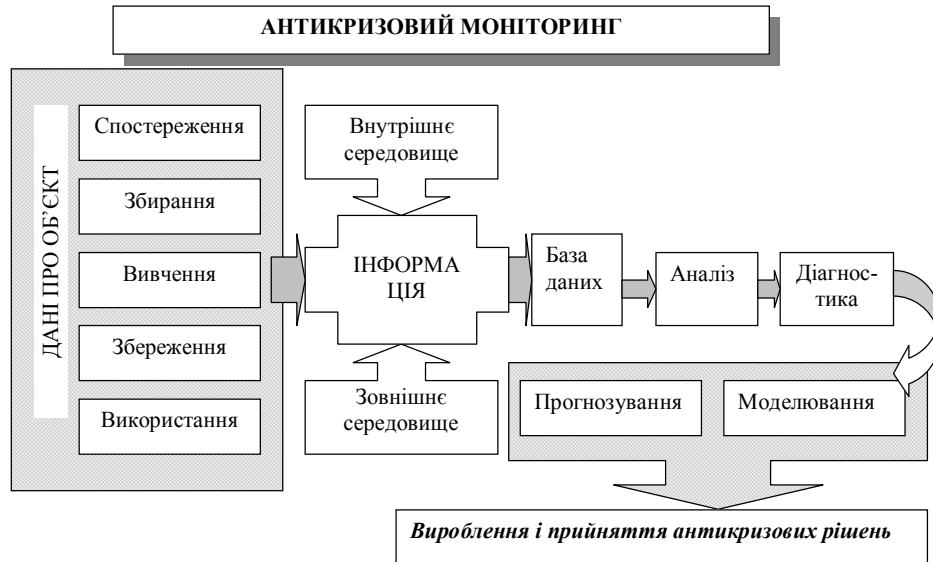 АНТИКРИЗОВИЙ МОНІТОРИНГ
ДАНІ ПРО ОБ’ЄКТ
Спостереження
Збирання
Вивчення
Збереження
Використання
Внутрішнє
середовище
ІНФОРМА
ЦІЯ
Зовнішнє
середовище
База
даних
Аналіз
Діагнос-
тика
Прогнозування
Моделювання
Вироблення і прийняття антикризових рішень